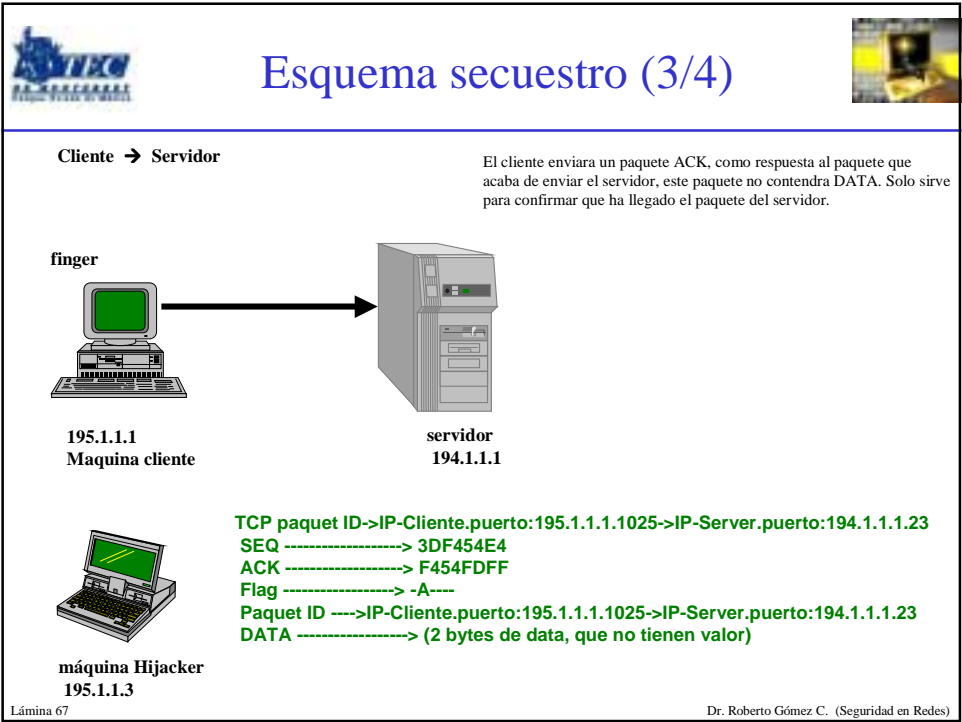 TEC
DE MONTERREY
Esquema secuestro (3/4)
Cliente → Servidor
El cliente enviara un paquete ACK, como respuesta al paquete que
acaba de enviar el servidor, este paquete no contendra DATA. Solo sirve
para confirmar que ha llegado el paquete del servidor.
finger
195.1.1.1
Maquina cliente
servidor
194.1.1.1
TCP paquet ID->IP-Cliente.puerto:195.1.1.1.1025->IP-Server.puerto:194.1.1.1.23
SEQ -------------------> 3DF454E4
ACK -------------------> F454FDFF
Flag ------------------> -A----
Paquet ID ---->IP-Cliente.puerto:195.1.1.1.1025->IP-Server.puerto:194.1.1.1.23
DATA ------------------> (2 bytes de data, que no tienen valor)
máquina Hijacker
195.1.1.3
Lámina 67
Dr. Roberto Gómez C. (Seguridad en Redes)